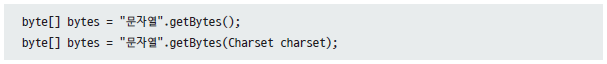 byte[] bytes = "문자열".getBytes();
byte[] bytes = "문자열".getBytes(Charset charset);